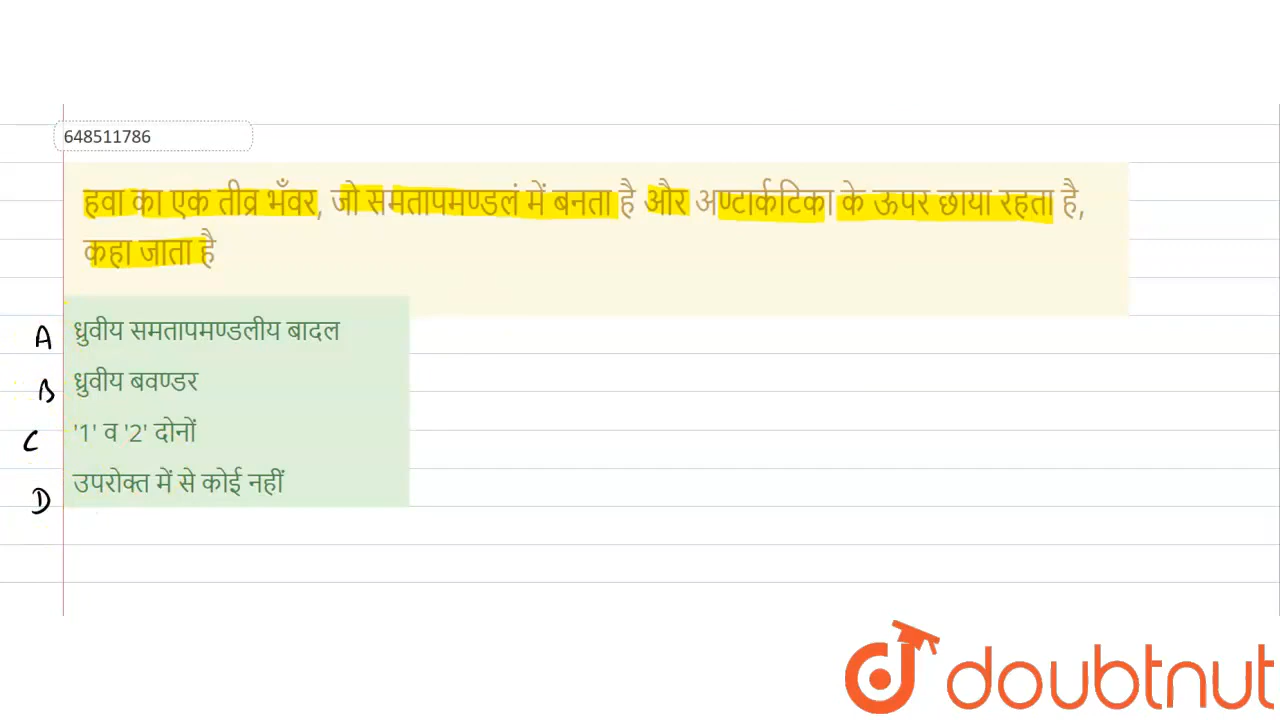 648511786
हवा का एक तीव्र भँवर, जो समतापमण्डलं में बनता है और अण्टार्कटिका के ऊपर छाया रहता है,
कहा जाता है
A ध्रुवीय समतापमण्डलीय बादल
B ध्रुवीय बवण्डर
C '1' व '2' दोनों
D उपरोक्त में से कोई नहीं
doubtnut